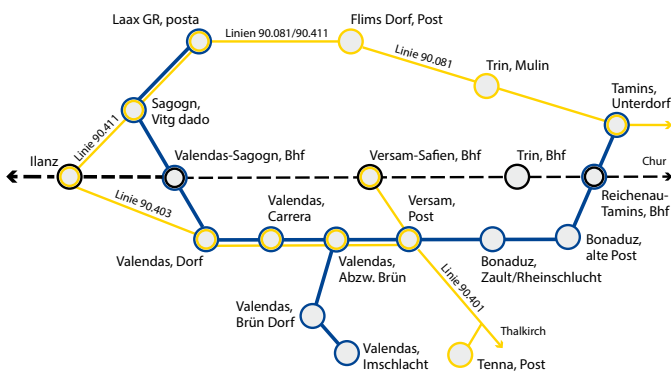 Laax GR, posta
Linien 90.081/90.411
Flims Dorf, Post
Linie 90.081
Trin, Mulin
Tamins,
Unterdorf
Sagogn,
Vitg dado
Linie 90.411
Ilanz
Valendas-Sagogn, Bhf
Versam-Safien, Bhf
Trin, Bhf
Chur
Reichenau-
Tamins, Bhf
Linie 90.403
Valendas,
Carrera
Versam,
Post
Valendas, Dorf
Valendas,
Abzw. Brün
Bonaduz,
Zault/Rheinschlucht
Bonaduz,
alte Post
Linie 90.401
Valendas,
Brün Dorf
Thalkirch
Valendas,
Imschlacht
Tenna, Post